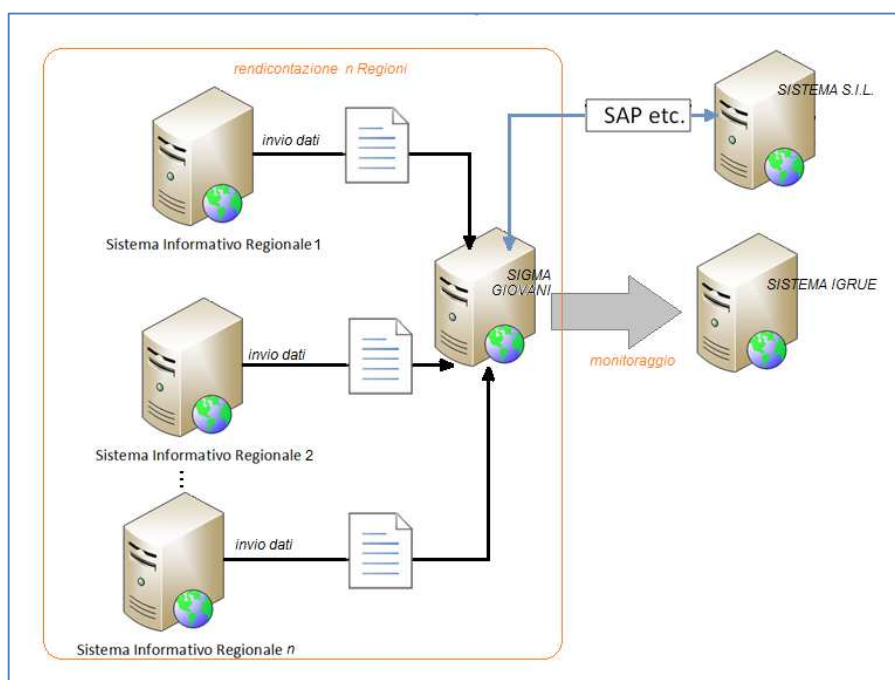 rendicontazione n Regioni
invio dati
Sistema Informativo Regionale 1
SAP etc.
SISTEMA S.I.L.
SIGMA
GIOVANI
SISTEMA IGRUE
monitoraggio
invio dati
Sistema Informativo Regionale 2
invio dati
Sistema Informativo Regionale n